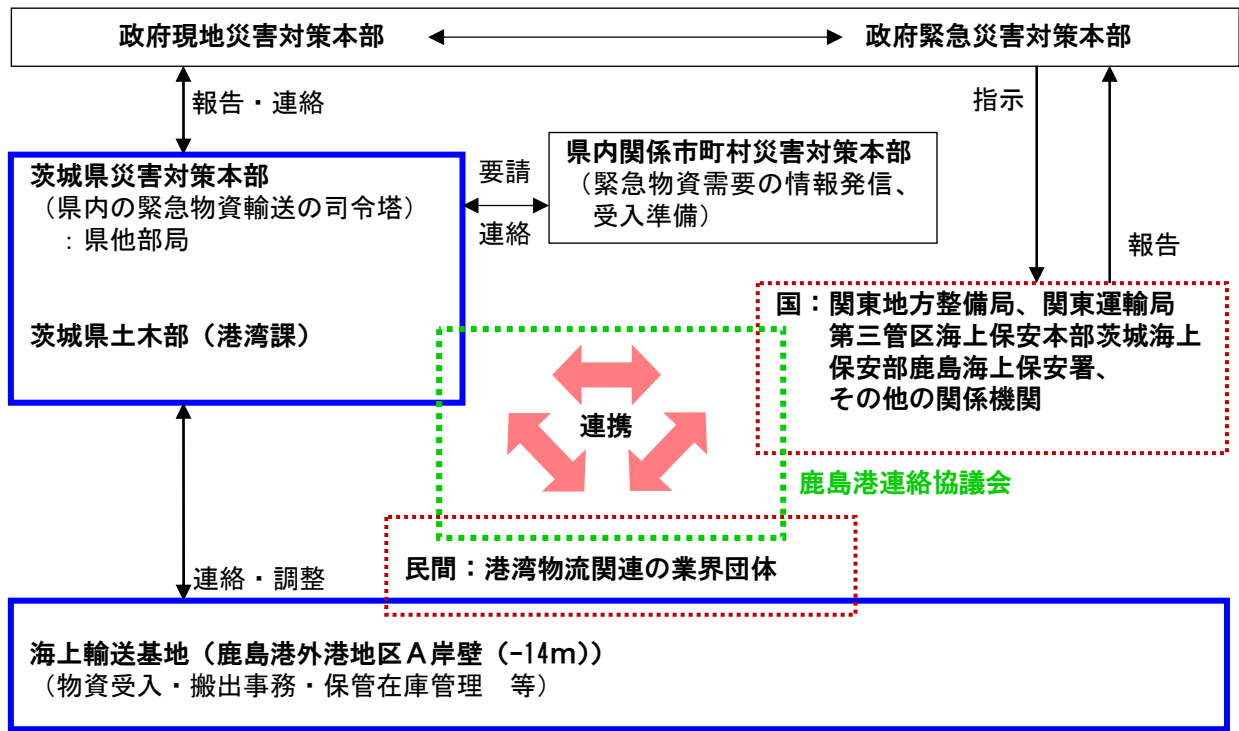 政府現地災害対策本部
政府緊急災害対策本部
報告・連絡
指示
茨城県災害対策本部
（県内の緊急物資輸送の司令塔）
：県他部局
茨城県土木部（港湾課）
要請
連絡
県内関係市町村災害対策本部
（緊急物資需要の情報発信、
受入準備）
報告
国：関東地方整備局、関東運輸局
第三管区海上保安本部茨城海上
保安部鹿島海上保安署、
その他の関係機関
連携
鹿島港連絡協議会
民間：港湾物流関連の業界団体
連絡・調整
海上輸送基地（鹿島港外港地区Ａ岸壁（-14m））
（物資受入・搬出事務・保管在庫管理　等）